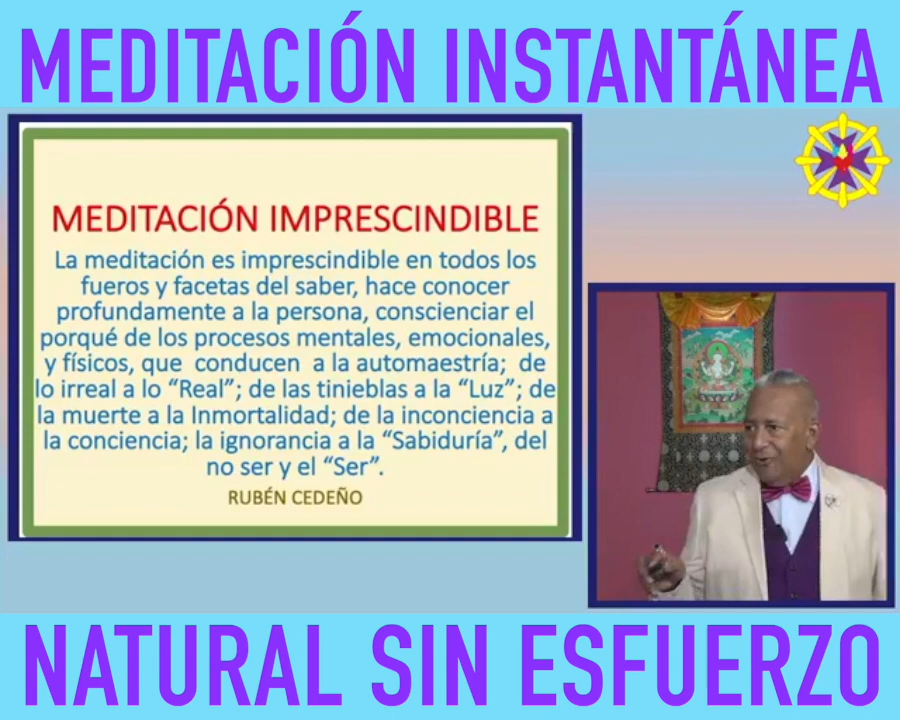 MEDITACIÓN INSTANTÁNEA
MEDITACIÓN IMPRESCINDIBLE
La meditación es imprescindible en todos los
fueros y facetas del saber, hace conocer
profundamente a la persona, conscienciar el
porqué de los procesos mentales, emocionales,
y físicos, que conducen a la automaestría; de
lo irreal a lo “Real”; de las tinieblas a la “Luz”; de
la muerte a la Inmortalidad; de la inconciencia a
la conciencia; la ignorancia a la “Sabiduría”, del
no ser y el “Ser”.
RUBÉN CEDEÑO
NATURAL SIN ESFUERZO